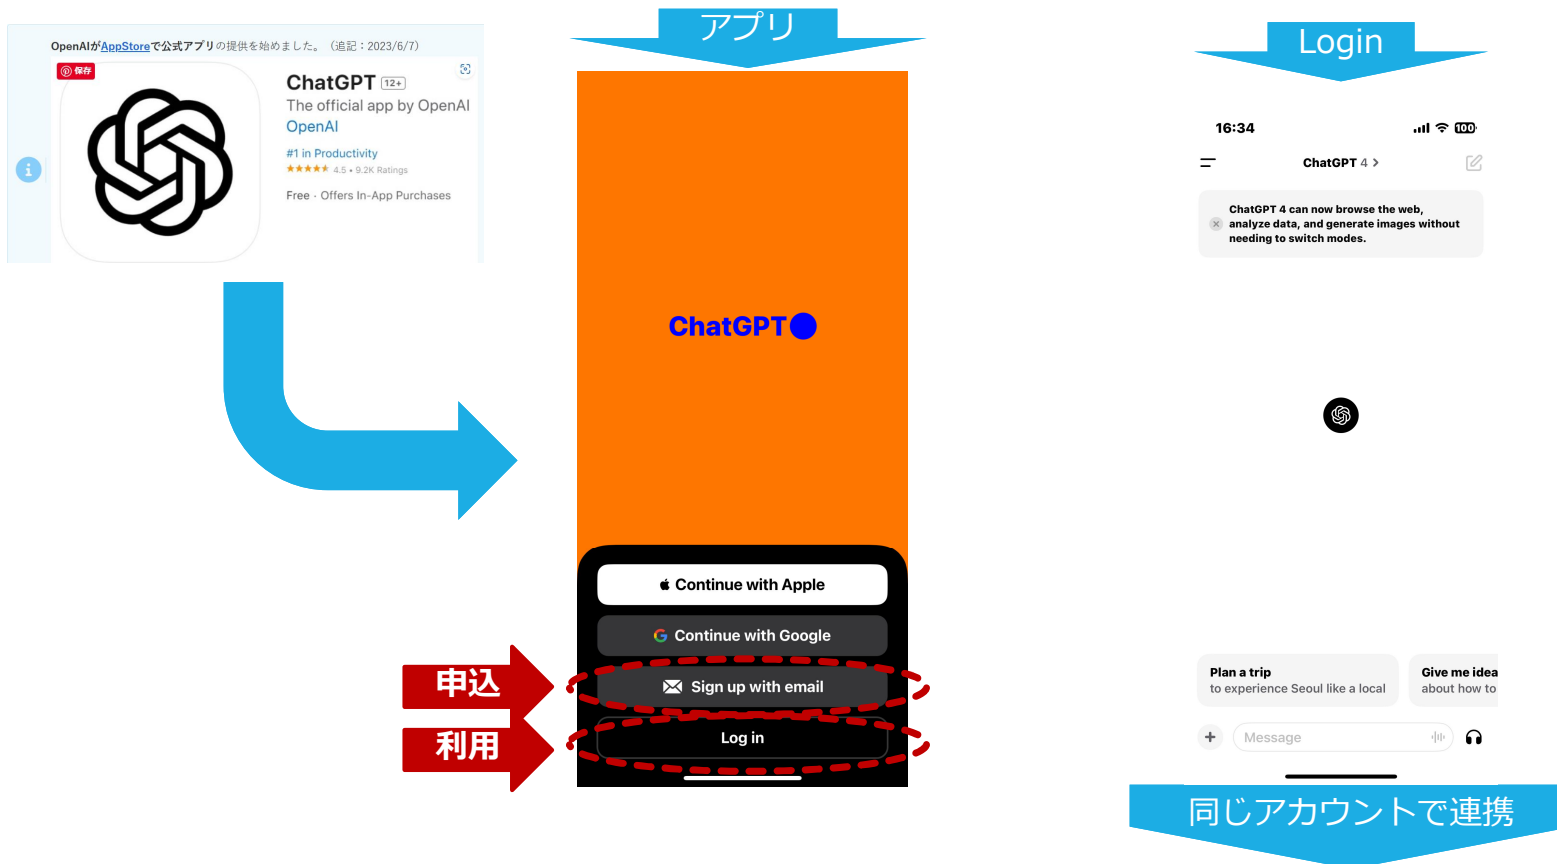 OpenAIがAppStoreで公式アプリの提供を始めました。（追記：2023/6/7）
保存
ChatGPT 12+
The official app by OpenAI
OpenAI
#1 in Productivity
4.5 • 9.2K Ratings
Free · Offers In-App Purchases
アプリ
ChatGPT
Continue with Apple
Continue with Google
申込
Sign up with email
利用
Log in
Login
16:34
100
ChatGPT 4 >
ChatGPT 4 can now browse the web,
analyze data, and generate images without
needing to switch modes.
Plan a trip
to experience Seoul like a local
Give me idea
about how to
Message
同じアカウントで連携